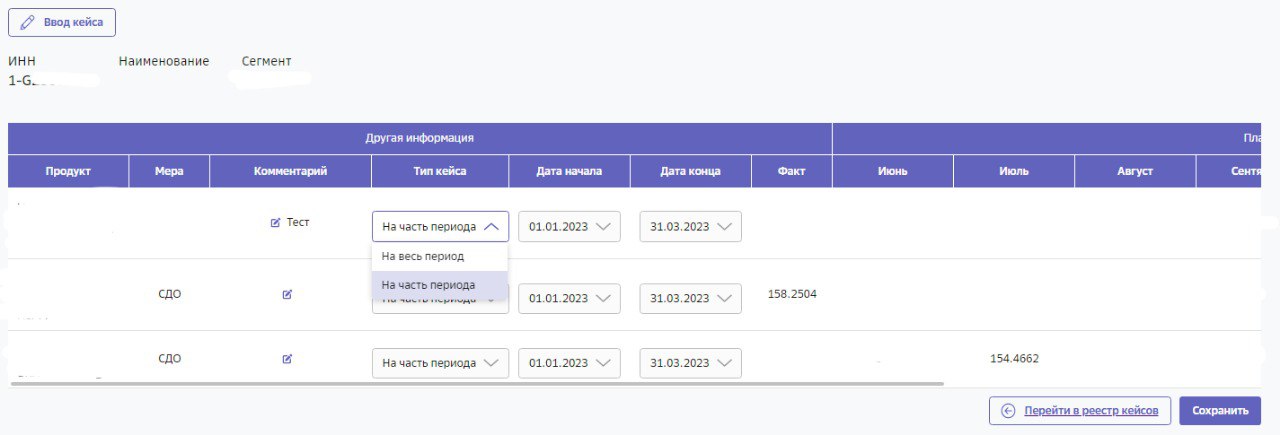 Ввод кейса
ИНН Наименование Сегмент
1-G
Другая информация Пла
Продукт Мера Комментарий Тип кейса Дата начала Дата конца Факт Июнь Июль Август Сентя
Тест На часть периода 01.01.2023 31.03.2023
На весь период
На часть периода
СДО На часть периода 01.01.2023 31.03.2023 158.2504
СДО На часть периода 01.01.2023 31.03.2023 154.4662
Перейти в реестр кейсов Сохранить